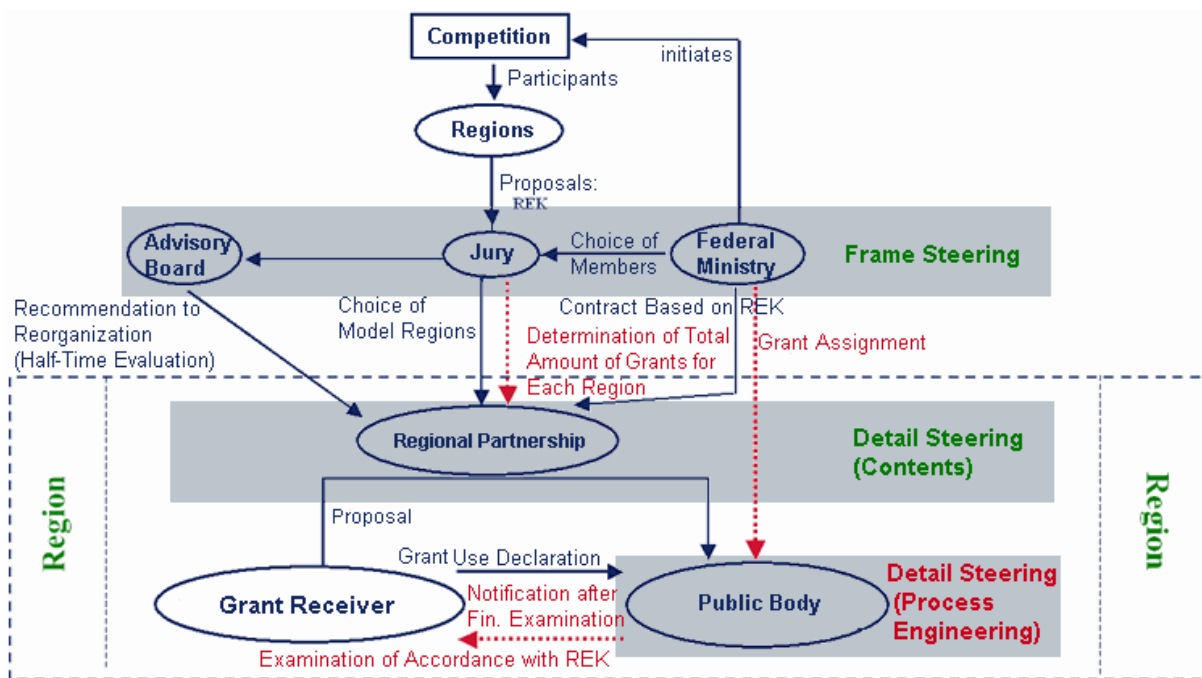 Competition
initiates
Participants
Regions
Proposals:
REK
Advisory
Board
Jury
Choice of
Members
Federal
Ministry
Frame Steering
Recommendation to
Reorganization
(Half-Time Evaluation)
Choice of
Model Regions
Contract Based on REK
Determination of Total
Amount of Grants for
Each Region
Grant Assignment
Regional Partnership
Detail Steering
(Contents)
Region
Region
Proposal
Grant Use Declaration
Grant Receiver
Notification after
Fin. Examination
Public Body
Detail Steering
(Process
Engineering)
Examination of Accordance with REK